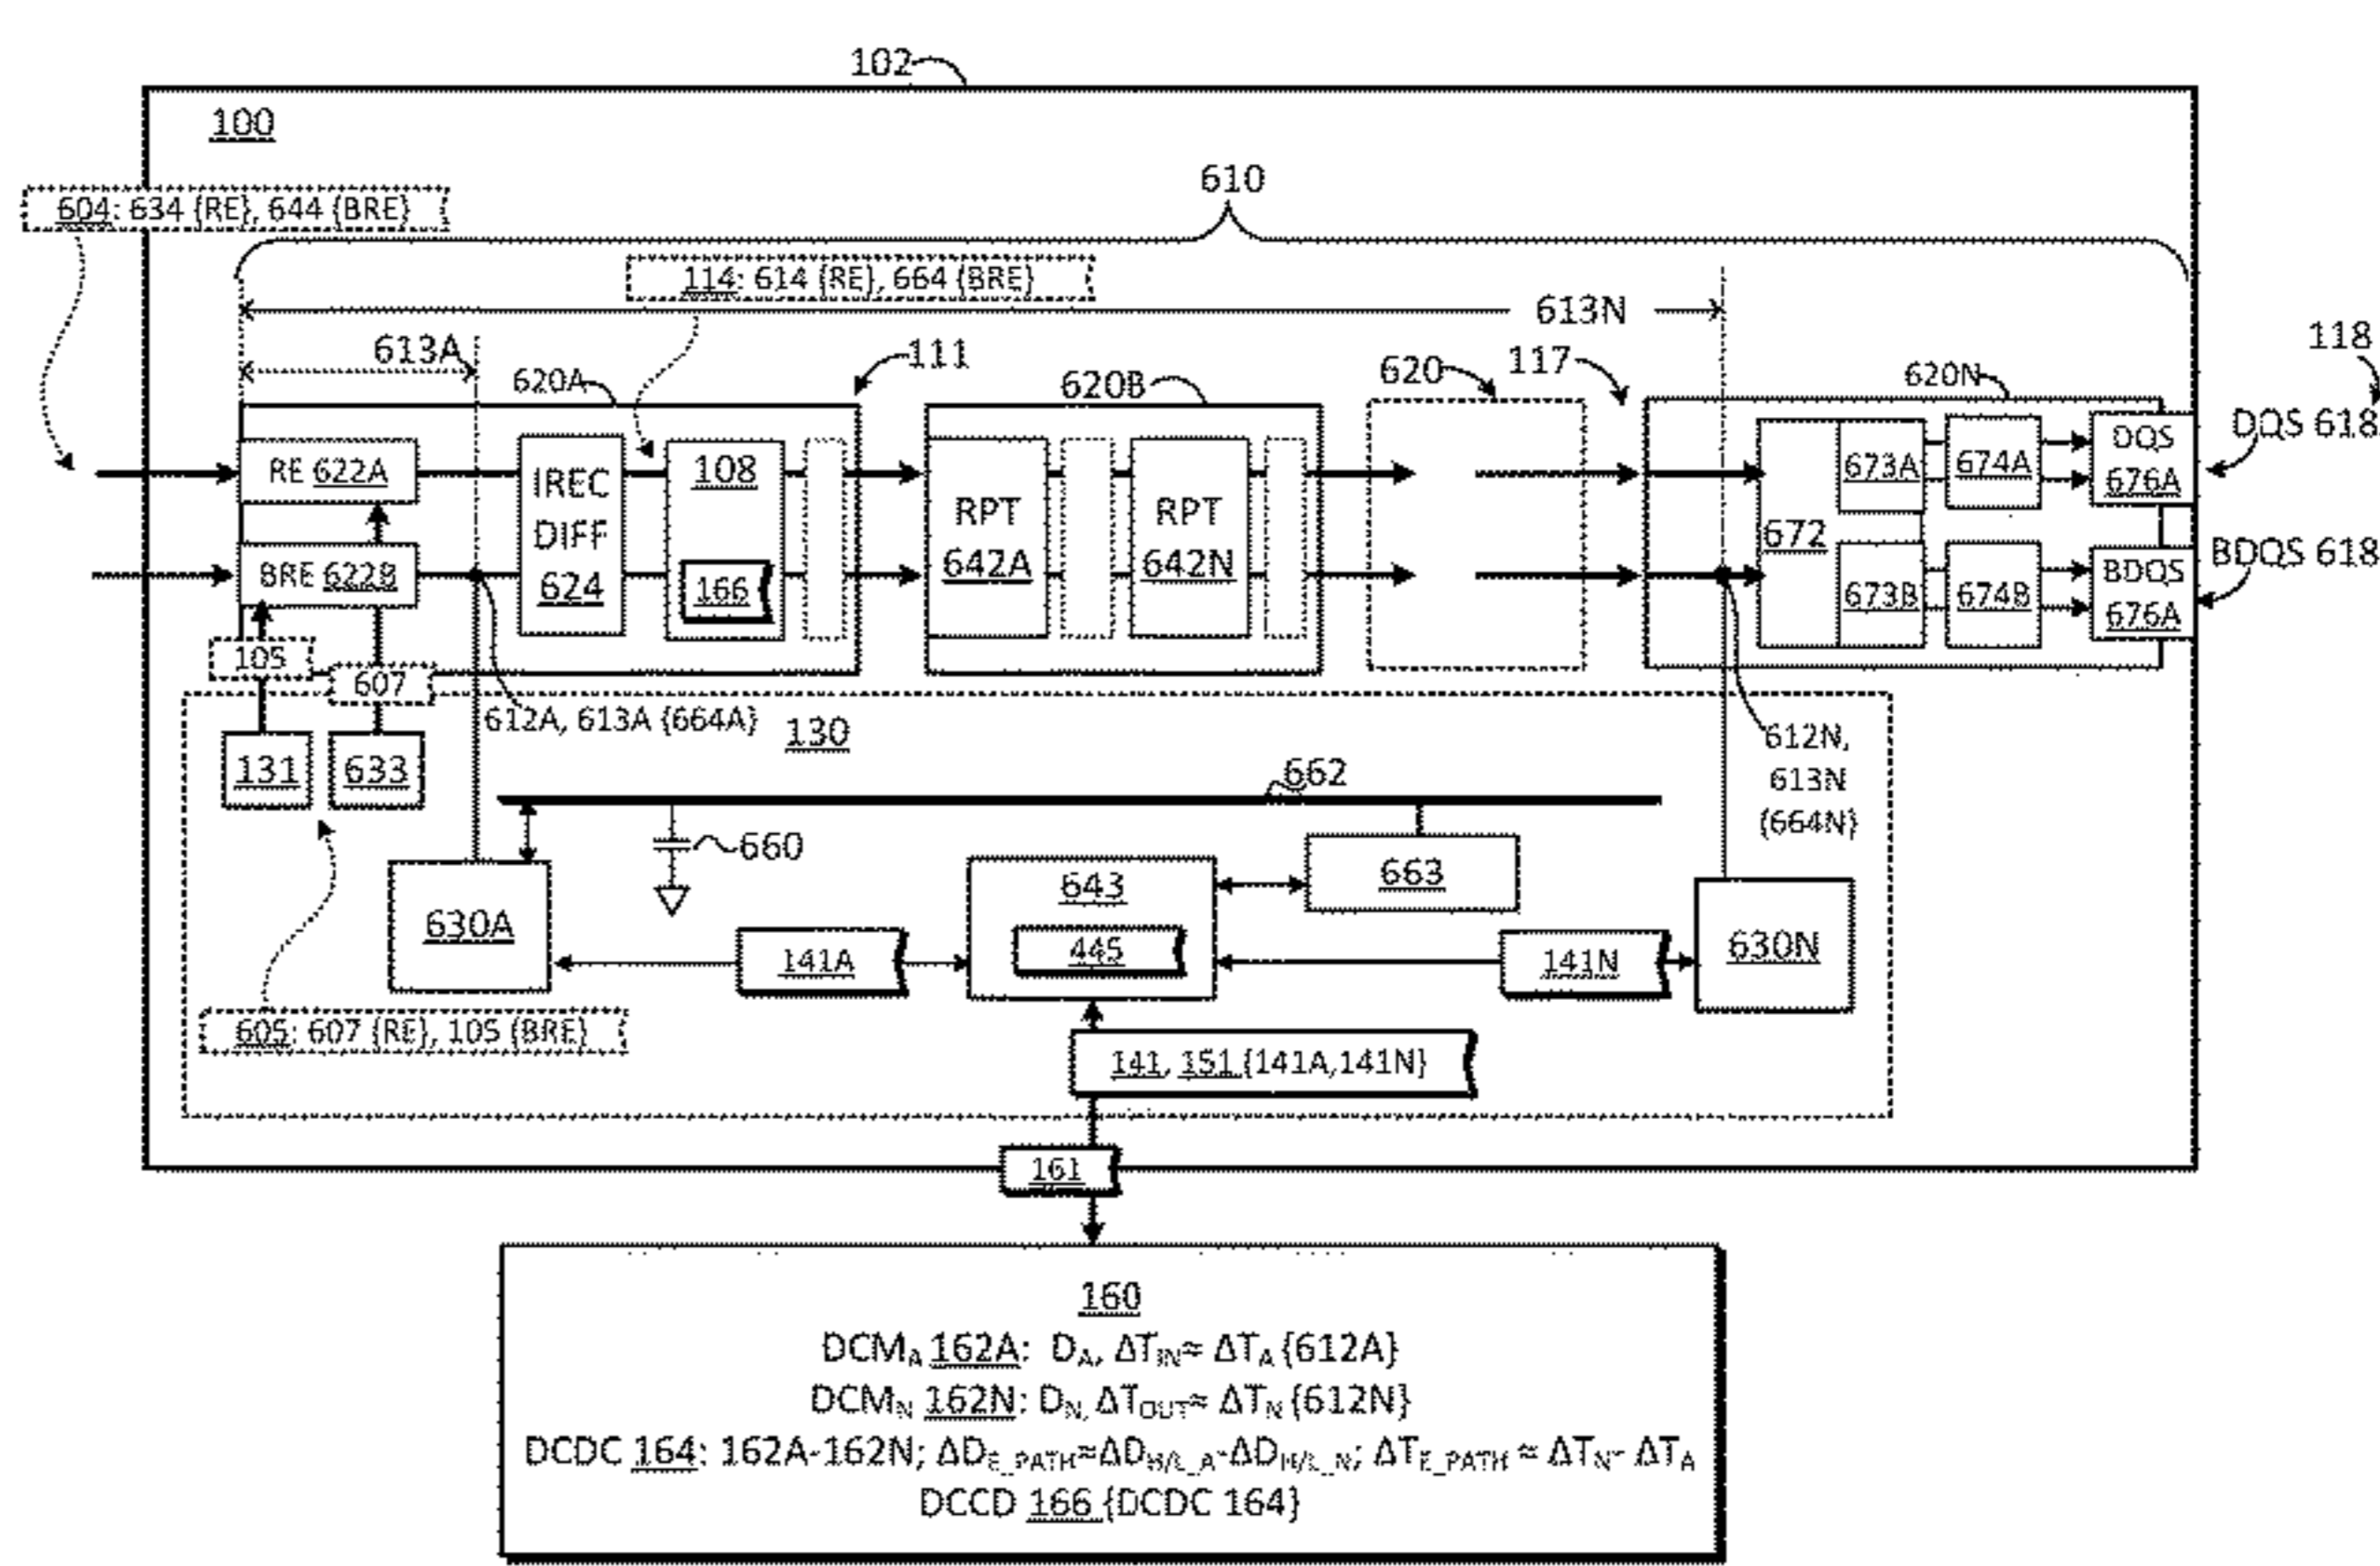 102
100
610
604: 634 {RE}, 644 {BRE}
114: 614 {RE}, 664 {BRE}
613N
613A
111
117
118
620A
620B
620
620N
RE 622A
IREC
DIFF
624
108
166
RPT
642A
RPT
642N
672
673A
674A
DQS
676A
DQS 618
BRE 622B
673B
674B
BDQS
676A
BDQS 618
105
607
612A, 613A {664A}
130
612N,
613N
{664N}
131
633
662
660
630A
643
445
663
141A
141N
630N
605: 607 {RE}, 105 {BRE}
141, 151 {141A,141N}
161
160
DCMA 162A: DA, ΔTIN≈ ΔTA {612A}
DCMN 162N: DN, ΔTOUT≈ ΔTN {612N}
DCDC 164: 162A-162N; ΔDE_PATH≈ΔDH/L_A-ΔDH/L_N; ΔTE_PATH ≈ ΔTN- ΔTA
DCCD 166 {DCDC 164}